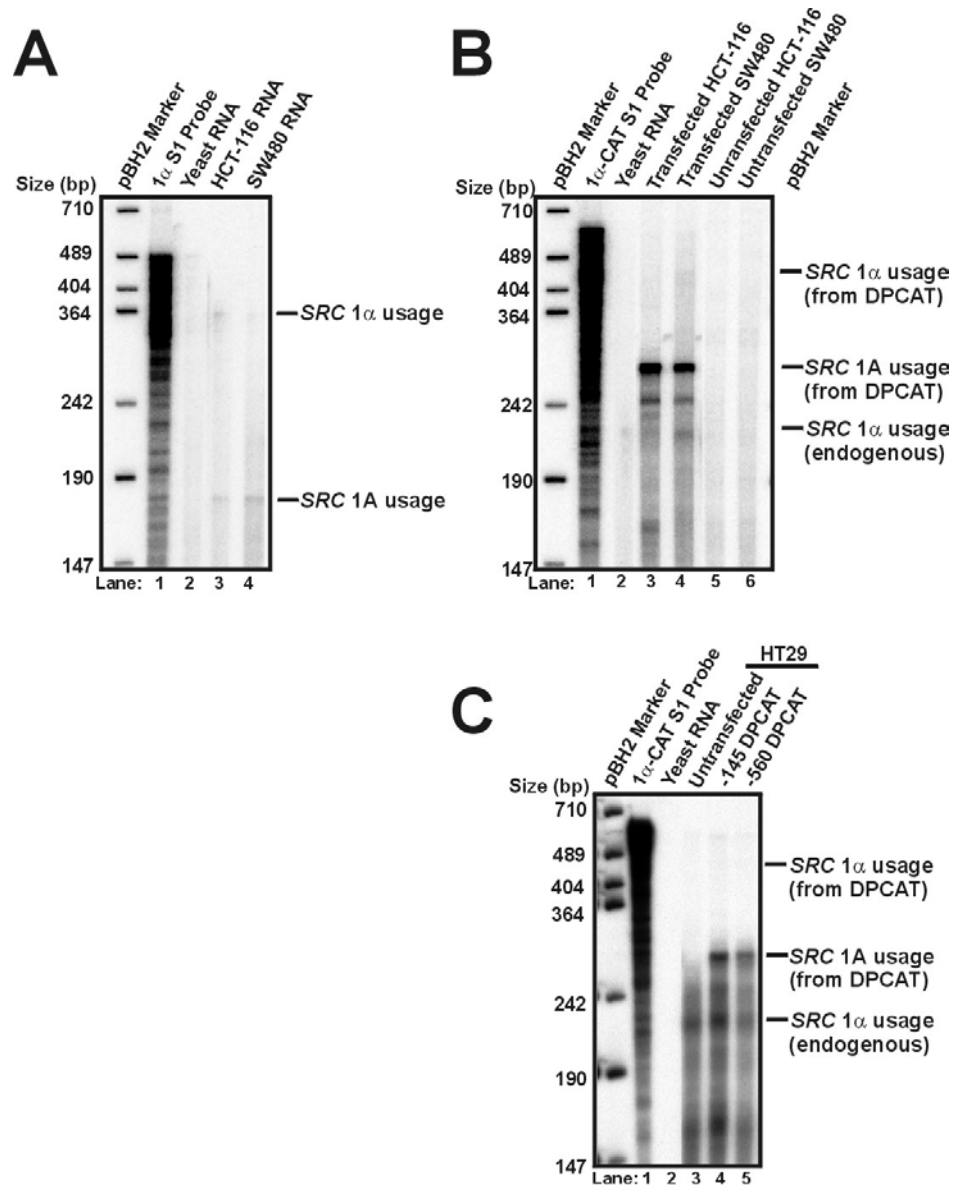 A
pBH2 Marker
1α S1 Probe
Yeast RNA
HCT-116 RNA
SW480 RNA
Size (bp)
710
489
404
364
242
190
147
SRC 1α usage
SRC 1A usage
Lane: 1 2 3 4
B
pBH2 Marker
1α-CAT S1 Probe
Yeast RNA
Transfected HCT-116
Transfected SW480
Unransfected HCT-116
Untransfected SW480
pBH2 Marker
Size (bp)
710
489
404
364
242
190
147
SRC 1α usage
(from DPCAT)
SRC 1A usage
(from DPCAT)
SRC 1α usage
(endogenous)
Lane: 1 2 3 4 5 6
C
HT29
pBH2 Marker
1α-CAT S1 Probe
Yeast RNA
Untransfected
-145 DPCAT
-560 DPCAT
Size (bp)
710
489
404
364
242
190
147
SRC 1α usage
(from DPCAT)
SRC 1A usage
(from DPCAT)
SRC 1α usage
(endogenous)
Lane: 1 2 3 4 5